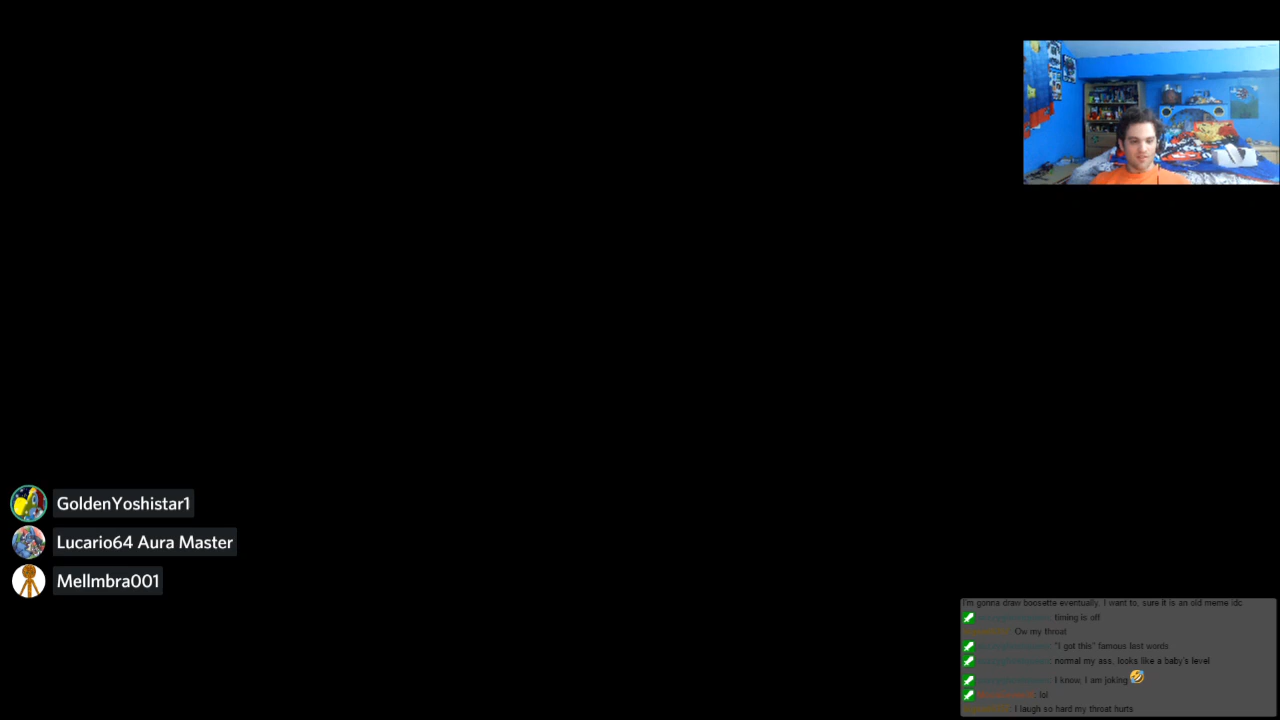 GoldenYoshistar1
Lucario64 Aura Master
Mellmbra001
I'm gonna draw boosette eventually, I want to, sure it is an old meme idc
: timing is off
: Ow my throat
: "I got this" famous last words
: normal my ass, looks like a baby's level
: I know, I am joking 🤣
: lol
: I laugh so hard my throat hurts